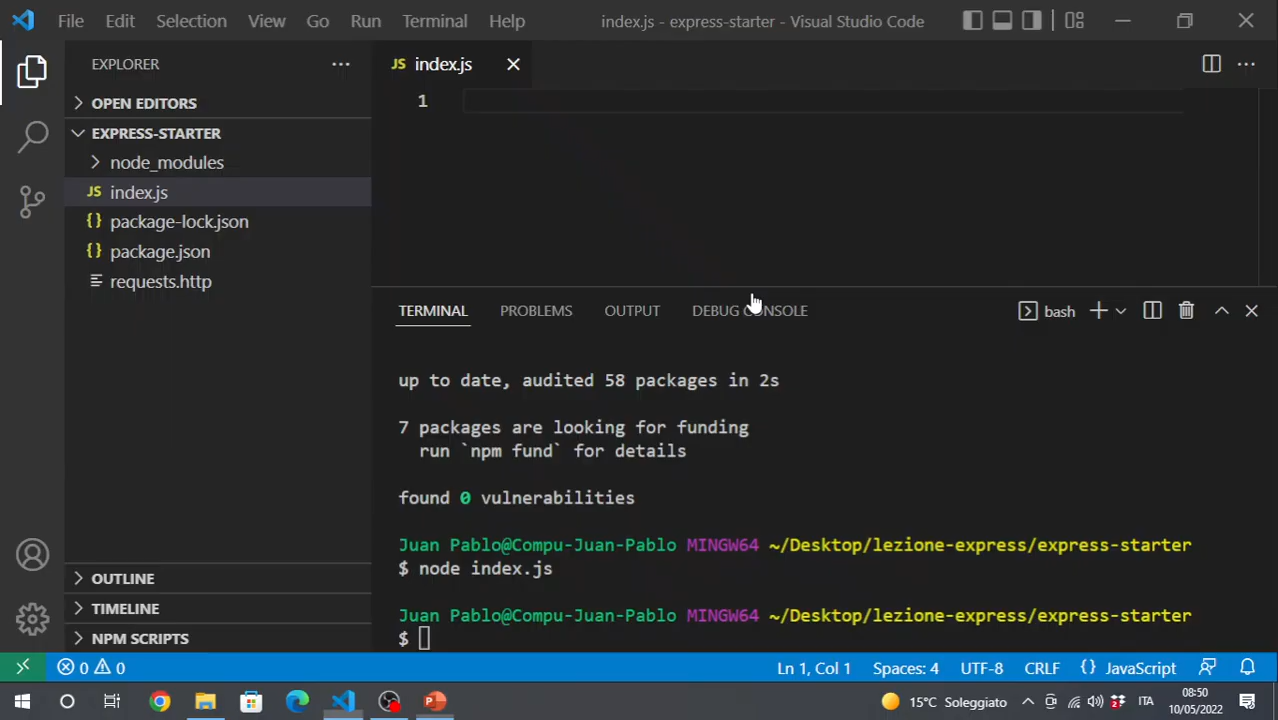 File Edit Selection View Go Run Terminal Help index.js - express-starter - Visual Studio Code
EXPLORER
JS index.js
OPEN EDITORS
EXPRESS-STARTER
node_modules
JS index.js
{} package-lock.json
{} package.json
requests.http
OUTLINE
TIMELINE
NPM SCRIPTS
1
TERMINAL PROBLEMS OUTPUT DEBUG CONSOLE bash
up to date, audited 58 packages in 2s
7 packages are looking for funding
run `npm fund` for details
found 0 vulnerabilities
Juan Pablo@Compu-Juan-Pablo MINGW64 ~/Desktop/lezione-express/express-starter
$ node index.js
Juan Pablo@Compu-Juan-Pablo MINGW64 ~/Desktop/lezione-express/express-starter
$
0 0 Ln 1, Col 1 Spaces: 4 UTF-8 CRLF {} JavaScript
15°C Soleggiato ITA 08:50
10/05/2022